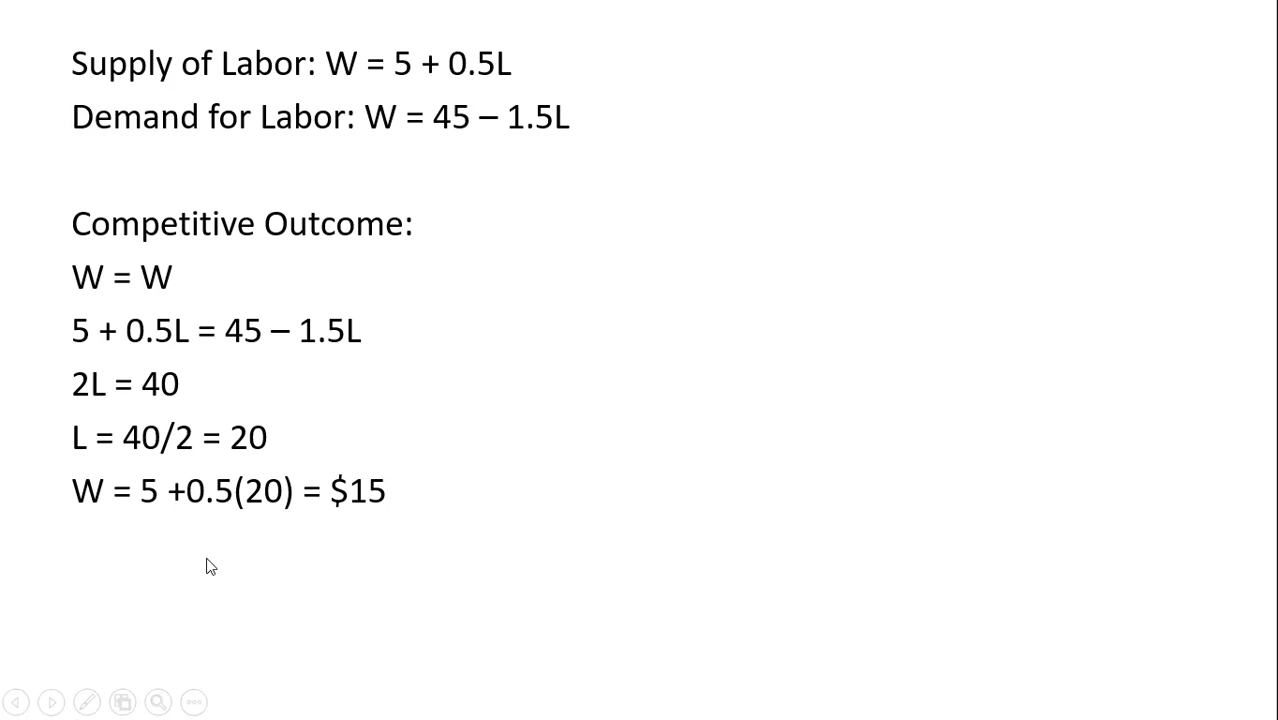 Supply of Labor: W = 5 + 0.5L
Demand for Labor: W = 45 – 1.5L
Competitive Outcome:
W = W
5 + 0.5L = 45 – 1.5L
2L = 40
L = 40/2 = 20
W = 5 +0.5(20) = $15